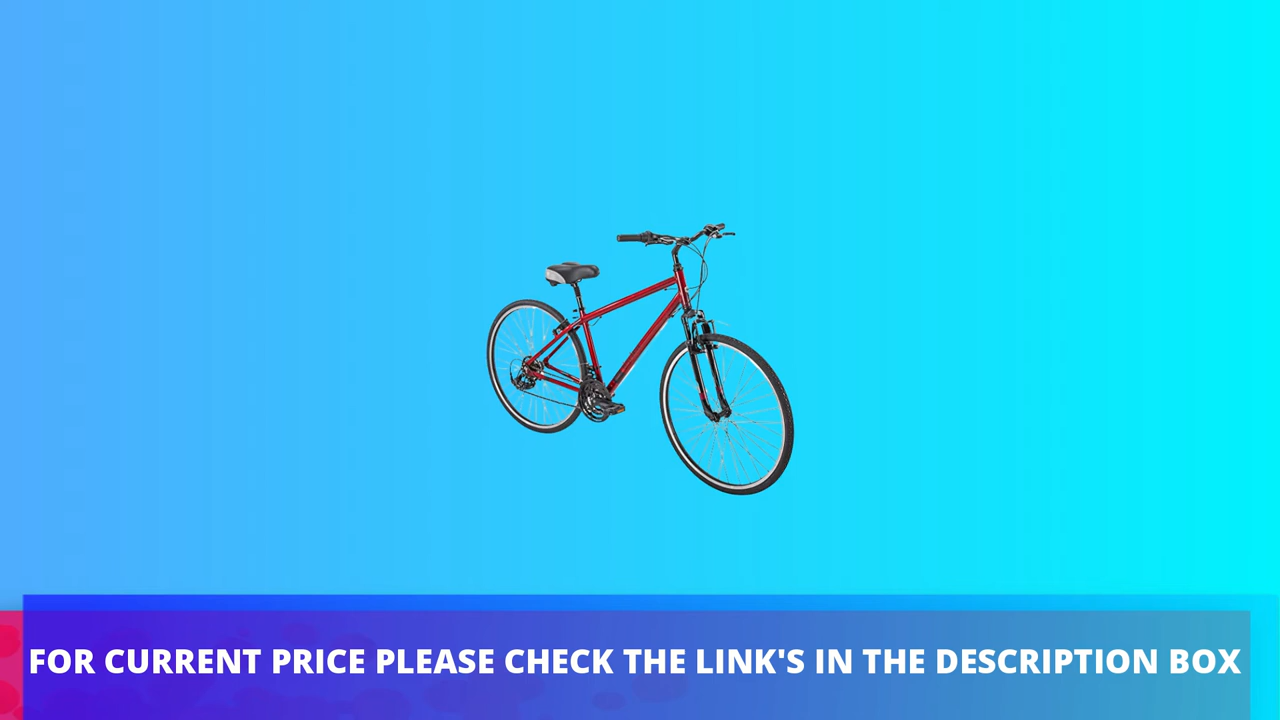 FOR CURRENT PRICE PLEASE CHECK THE LINK'S IN THE DESCRIPTION BOX